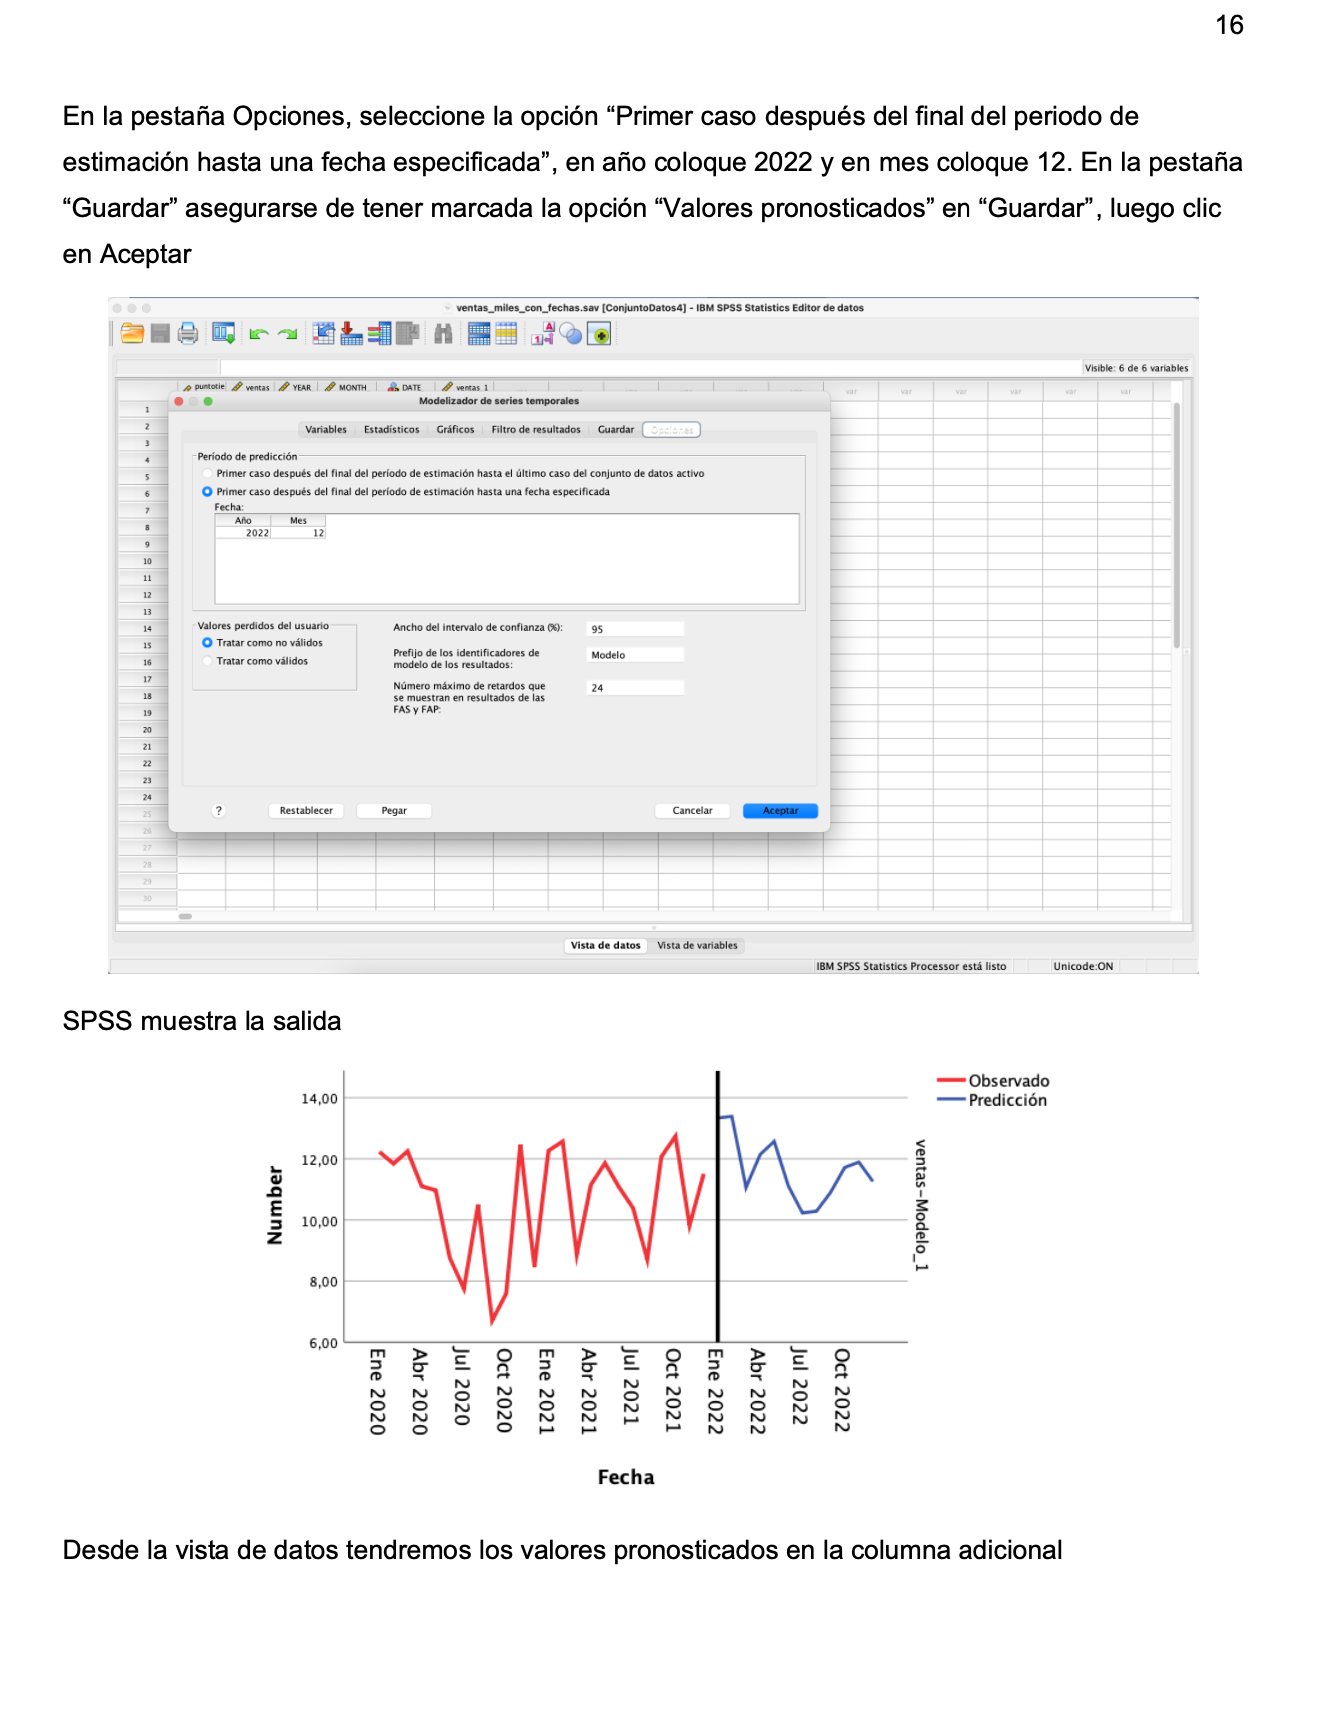 16
En la pestaña Opciones, seleccione la opción “Primer caso después del final del periodo de
estimación hasta una fecha especificada”, en año coloque 2022 y en mes coloque 12. En la pestaña
“Guardar” asegurarse de tener marcada la opción “Valores pronosticados” en “Guardar”, luego clic
en Aceptar
ventas_miles_con_fechas.sav [ConjuntoDatos4] - IBM SPSS Statistics Editor de datos
Visible: 6 de 6 variables
puntotie ventas YEAR MONTH DATE ventas_1 var var var var var var
Modelizador de series temporales
Variables Estadísticos Gráficos Filtro de resultados Guardar Opciones
Período de predicción
Primer caso después del final del período de estimación hasta el último caso del conjunto de datos activo
Primer caso después del final del período de estimación hasta una fecha especificada
Fecha:
Año Mes
2022 12
Valores perdidos del usuario
Tratar como no válidos
Tratar como válidos
Ancho del intervalo de confianza (%): 95
Prefijo de los identificadores de
modelo de los resultados: Modelo
Número máximo de retardos que
se muestran en resultados de las
FAS y FAP: 24
? Restablecer Pegar Cancelar Aceptar
1
2
3
4
5
6
7
8
9
10
11
12
13
14
15
16
17
18
19
20
21
22
23
24
25
26
27
28
29
30
Vista de datos Vista de variables
IBM SPSS Statistics Processor está listo Unicode:ON
SPSS muestra la salida
Observado
Predicción
14,00
12,00
10,00
8,00
6,00
Number
ventas-Modelo_1
Ene 2020 Abr 2020 Jul 2020 Oct 2020 Ene 2021 Abr 2021 Jul 2021 Oct 2021 Ene 2022 Abr 2022 Jul 2022 Oct 2022
Fecha
Desde la vista de datos tendremos los valores pronosticados en la columna adicional